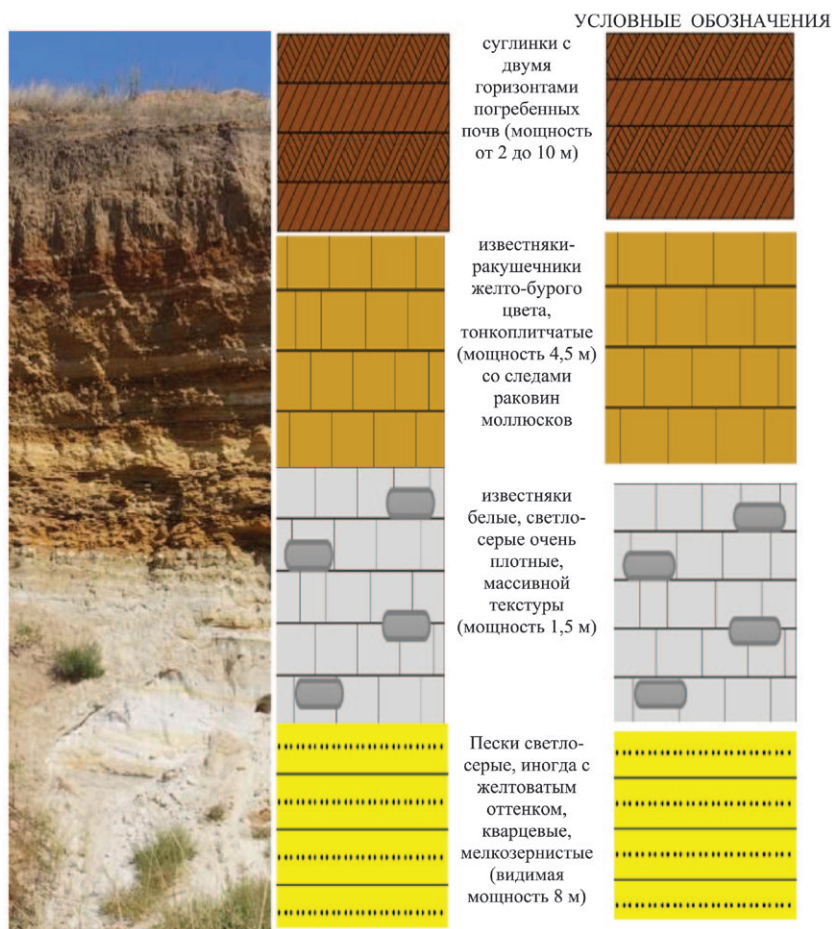 УСЛОВНЫЕ ОБОЗНАЧЕНИЯ
суглинки с
двумя
горизонтами
погребенных
почв (мощность
от 2 до 10 м)
известняки-
ракушечники
желто-бурого
цвета,
тонкоплитчатые
(мощность 4,5 м)
со следами
раковин
моллюсков
известняки
белые, светло-
серые очень
плотные,
массивной
текстуры
(мощность 1,5 м)
Пески светло-
серые, иногда с
желтоватым
оттенком,
кварцевые,
мелкозернистые
(видимая
мощность 8 м)